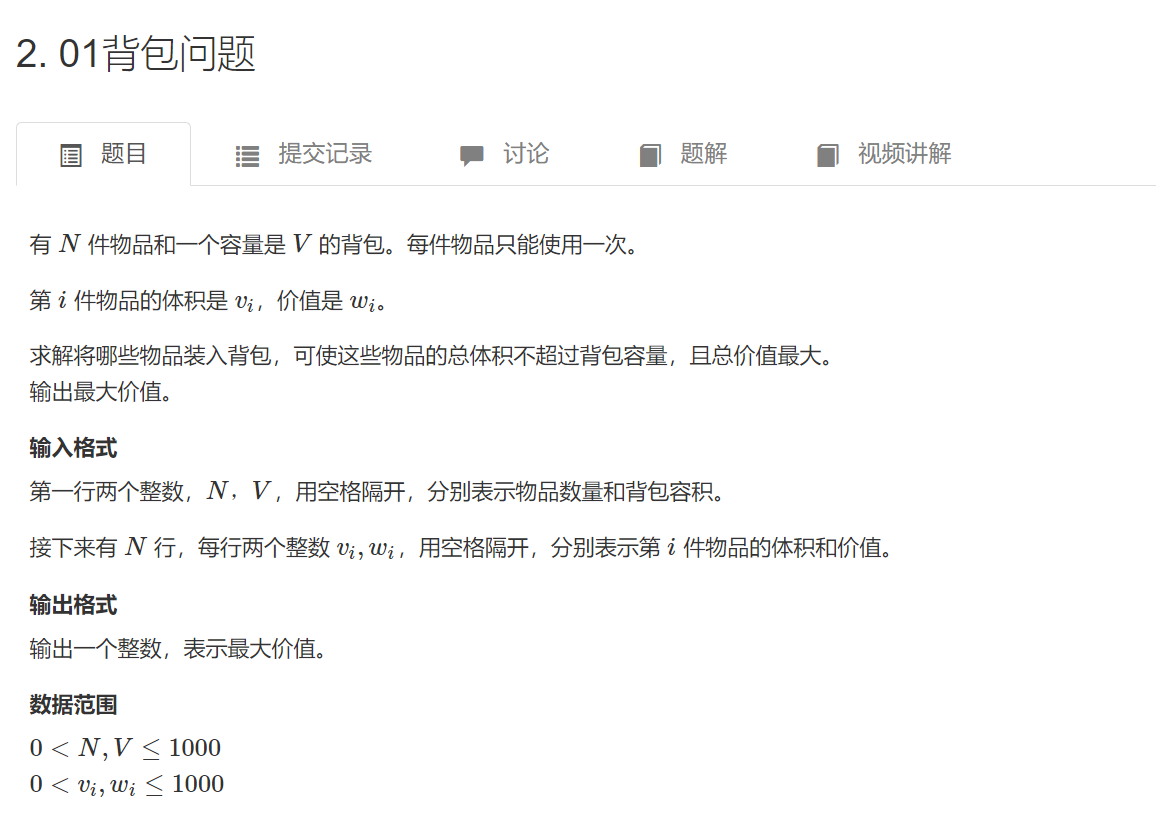 2. 01背包问题
题目 提交记录 讨论 题解 视频讲解
有 N 件物品和一个容量是 V 的背包。每件物品只能使用一次。
第 i 件物品的体积是 vᵢ，价值是 wᵢ。
求解将哪些物品装入背包，可使这些物品的总体积不超过背包容量，且总价值最大。
输出最大价值。
输入格式
第一行两个整数，N，V，用空格隔开，分别表示物品数量和背包容积。
接下来有 N 行，每行两个整数 vᵢ, wᵢ，用空格隔开，分别表示第 i 件物品的体积和价值。
输出格式
输出一个整数，表示最大价值。
数据范围
0 < N, V ≤ 1000
0 < vᵢ, wᵢ ≤ 1000